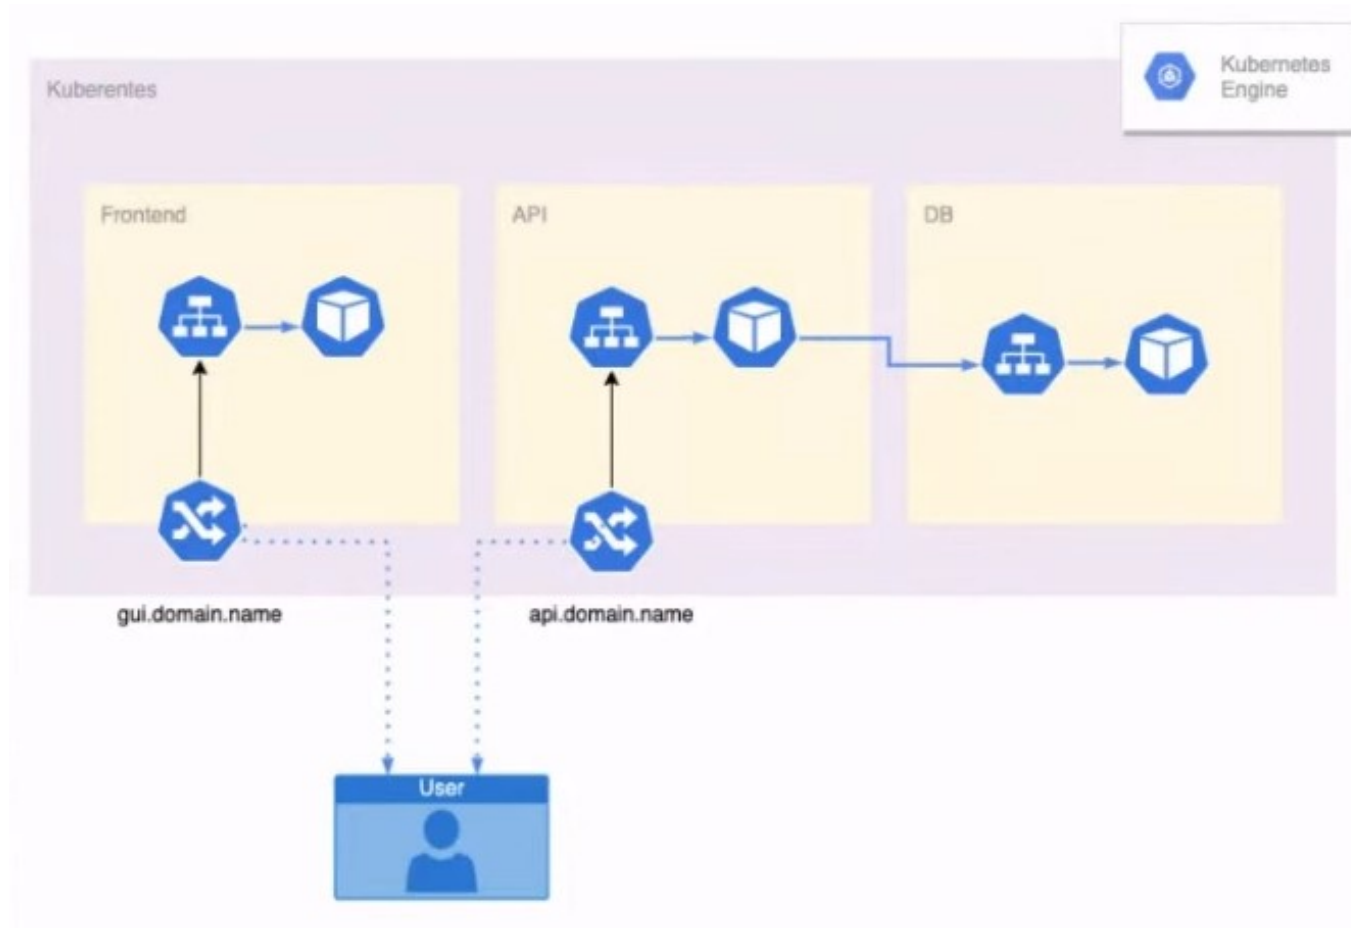 Kuberentes
Kubernetes
Engine
Frontend
API
DB
gui.domain.name
api.domain.name
User